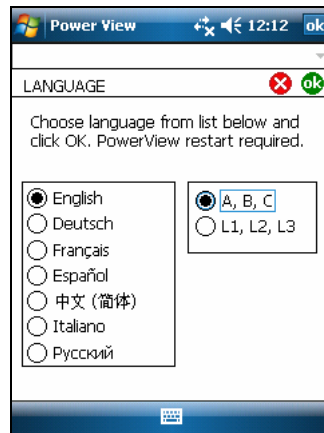 Power View 12:12 ok
LANGUAGE ok
Choose language from list below and
click OK. PowerView restart required.
English
Deutsch
Français
Español
中文 (简体)
Italiano
Русский
A, B, C
L1, L2, L3